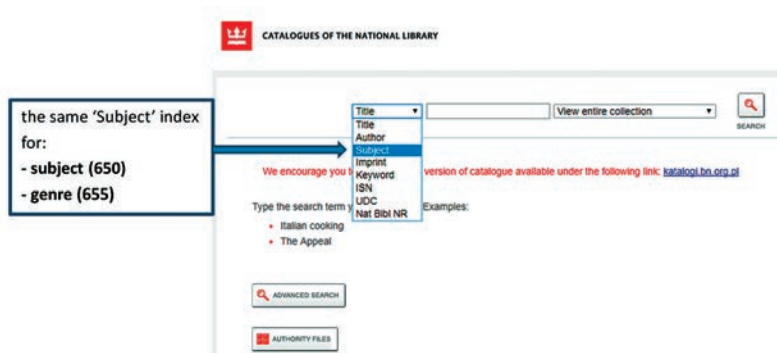 CATALOGUES OF THE NATIONAL LIBRARY
the same ‘Subject’ index
for:
- subject (650)
- genre (655)
Title
View entire collection
SEARCH
Title
Author
Subject
Imprint
Keyword
ISN
UDC
Nat Bibl NR
We encourage you t version of catalogue available under the following link: katalogi.bn.org.pl
Type the search term y Examples:
• Italian cooking
• The Appeal
ADVANCED SEARCH
AUTHORITY FILES